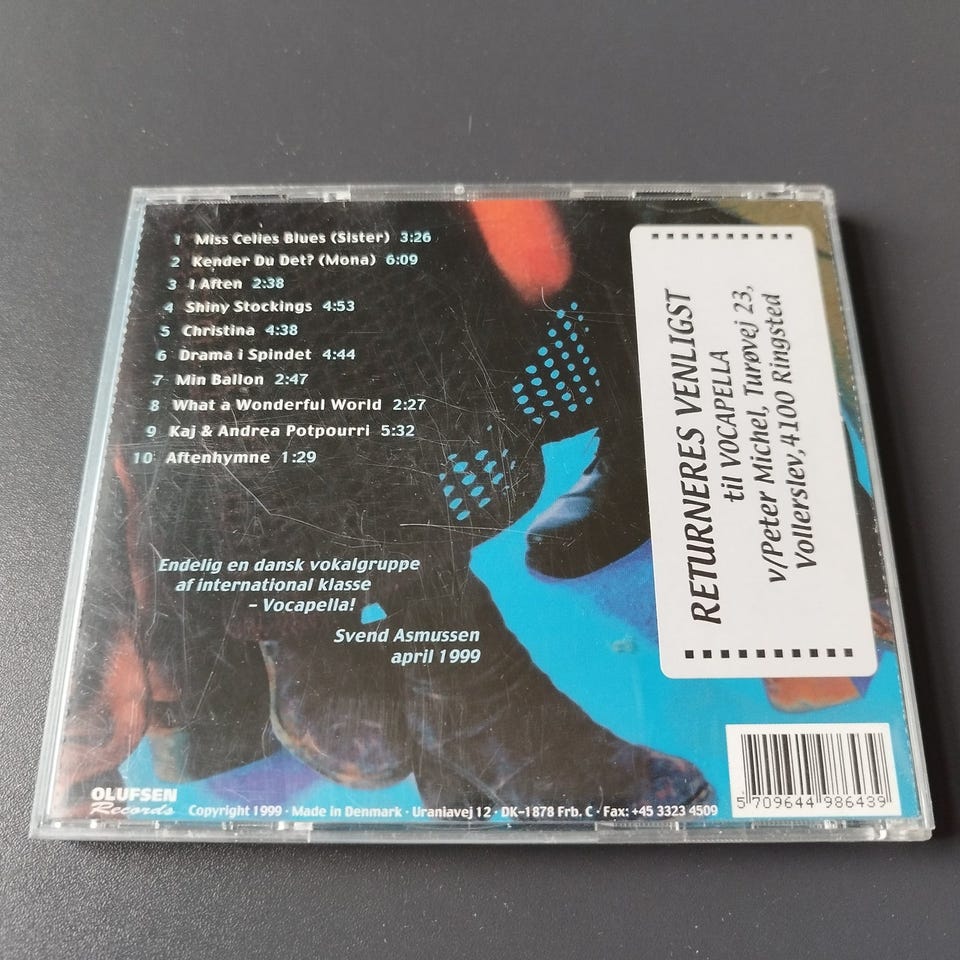 1 Miss Celies Blues (Sister) 3:26
2 Kender Du Det? (Mona) 6:09
3 I Aften 2:38
4 Shiny Stockings 4:53
5 Christina 4:38
6 Drama i Spindet 4:44
7 Min Ballon 2:47
8 What a Wonderful World 2:27
9 Kaj & Andrea Potpourri 5:32
10 Aftenhymne 1:29
Endelig en dansk vokalgruppe
af international klasse
– Vocapella!
Svend Asmussen
april 1999
RETURNERES VENLIGST
til VOCAPELLA
v/Peter Michel, Turøvej 23,
Vollerslev,4100 Ringsted
OLUFSEN
Records
Copyright 1999 · Made in Denmark · Uraniavej 12 · DK–1878 Frb. C · Fax: +45 3323 4509
5 709644 986439